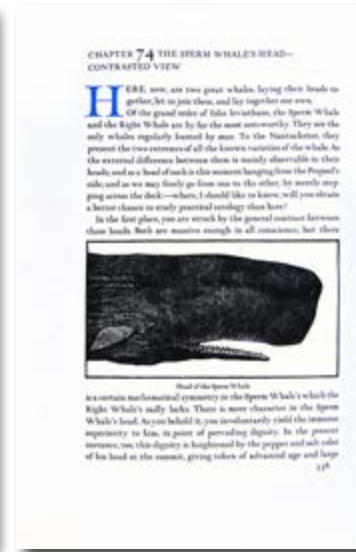 CHAPTER 74 THE SPERM WHALE'S HEAD—
CONTRASTED VIEW
HERE, now, are two great whales, laying their heads to-
gether; let us join them, and lay together our own.
Of the grand order of folio leviathans, the Sperm Whale
and the Right Whale are by far the most noteworthy. They are the
only whales regularly hunted by man. To the Nantucketer, they
present the two extremes of all the known varieties of the whale. As
the external difference between them is mainly observable in their
heads; and as a head of each is this moment hanging from the Pequod's
side; and as we may freely go from one to the other, by merely step-
ping across the deck:—where, I should like to know, will you obtain
a better chance to study practical cetology than here?
In the first place, you are struck by the general contrast between
these heads. Both are massive enough in all conscience; but there
Head of the Sperm Whale
is a certain mathematical symmetry in the Sperm Whale's which the
Right Whale's sadly lacks. There is more character in the Sperm
Whale's head. As you behold it, you involuntarily yield the immense
superiority to him, in point of pervading dignity. In the present
instance, too, this dignity is heightened by the pepper and salt color
of his head at the summit, giving token of advanced age and large